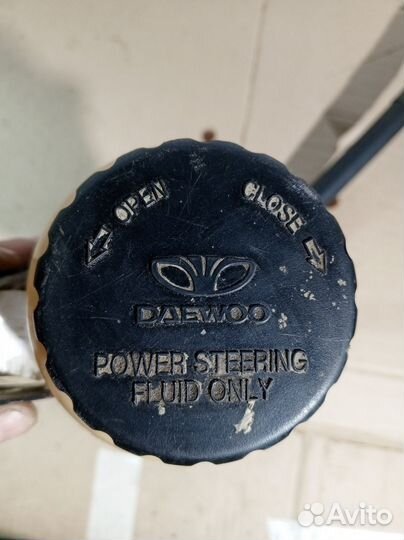 OPEN CLOSE
DAEWOO
POWER STEERING
FLUID ONLY
Avito